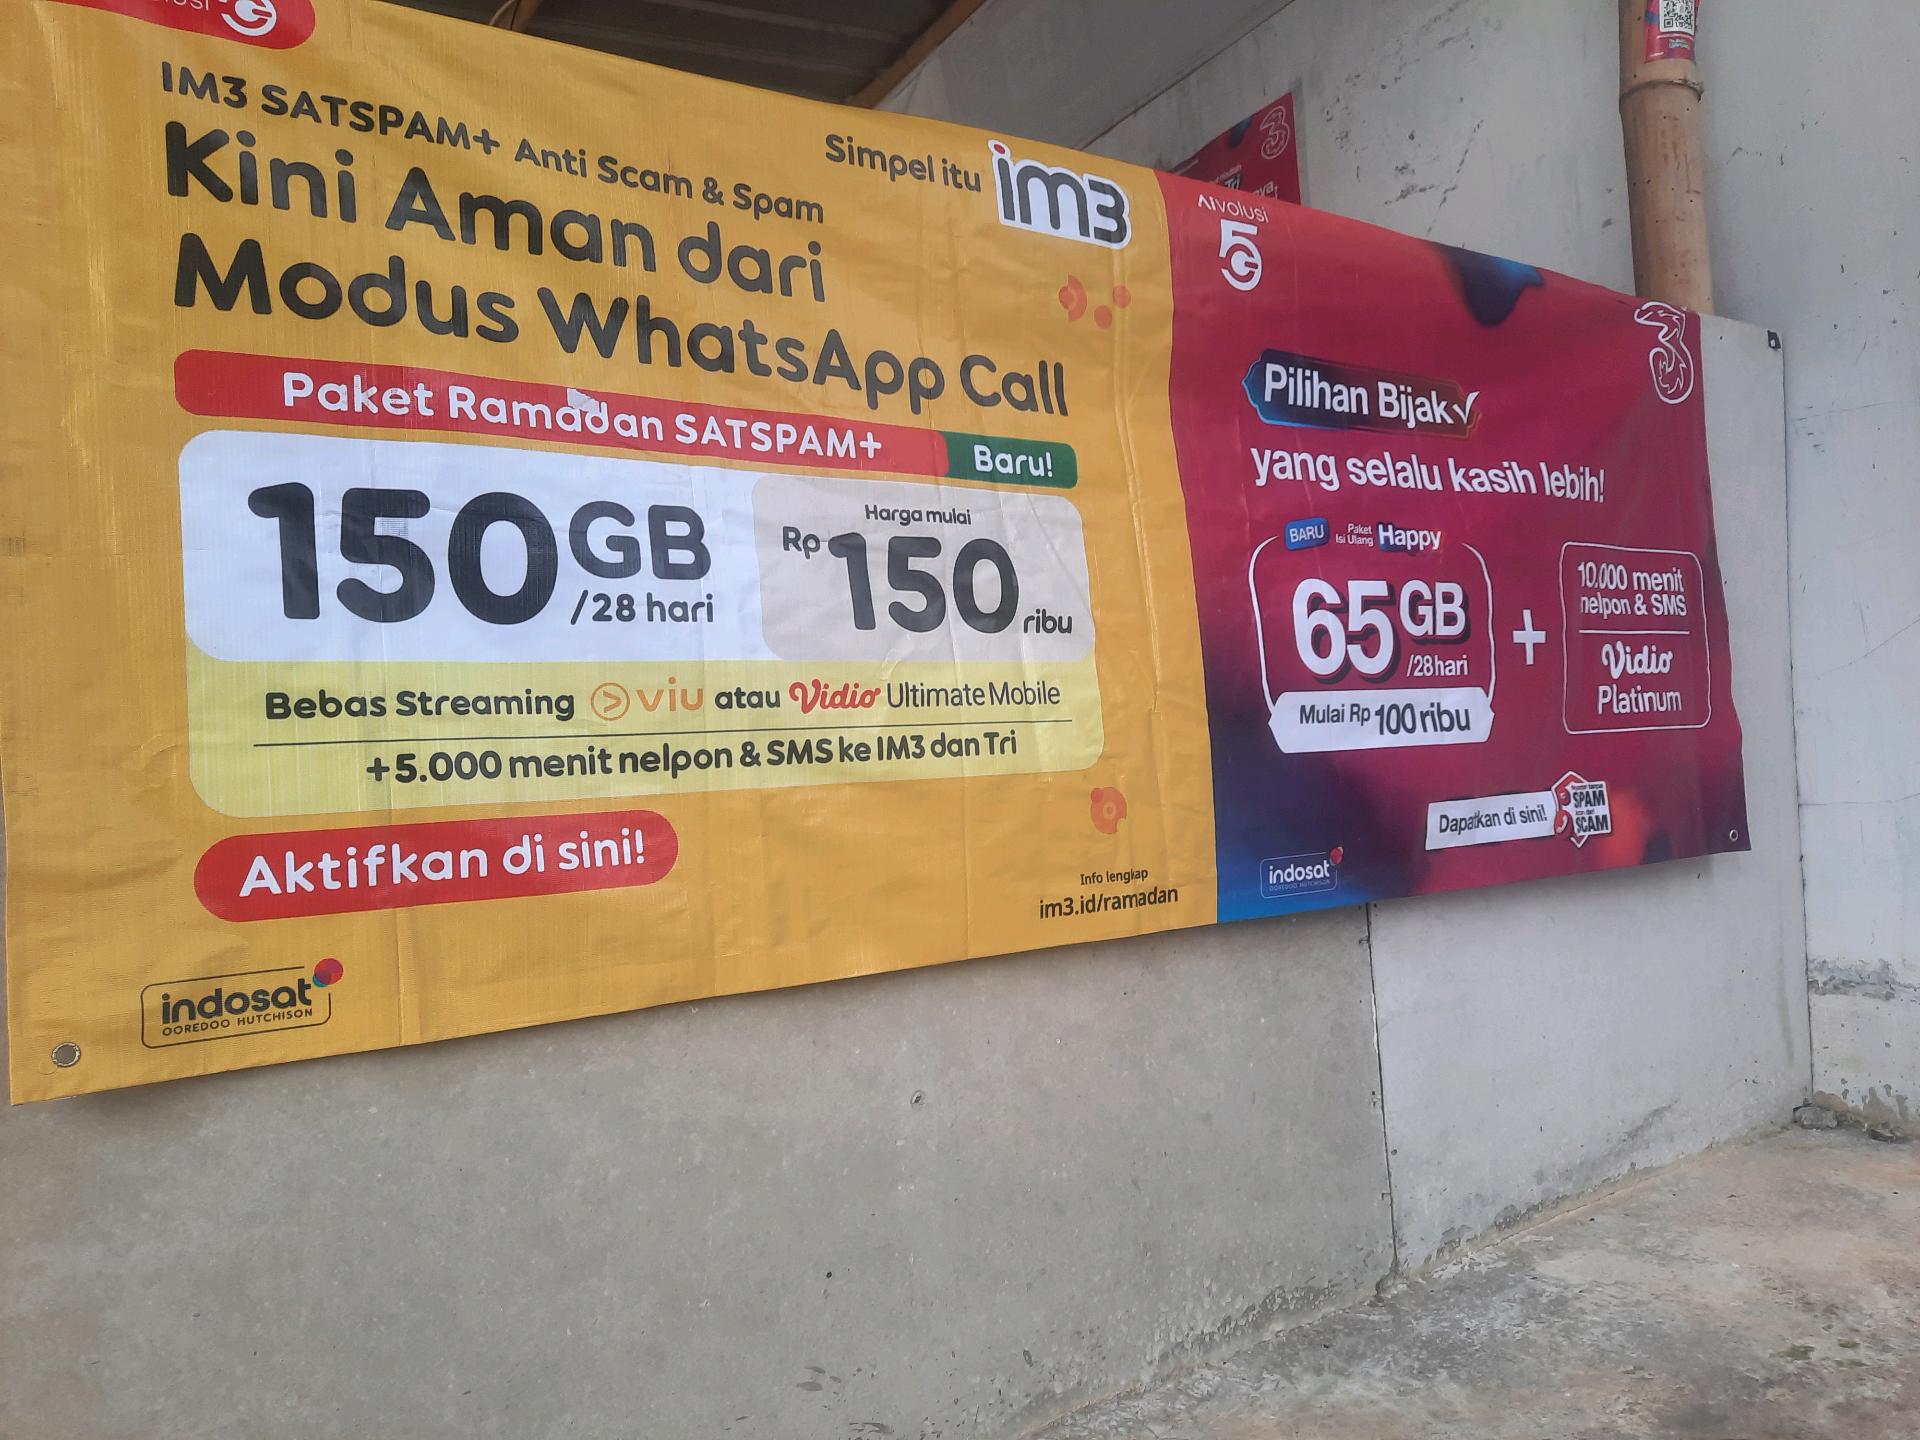 IM3 SATSPAM+ Anti Scam & Spam
Simpel itu im3
Kini Aman dari
Modus WhatsApp Call
Paket Ramadan SATSPAM+
Baru!
150GB
/28 hari
Harga mulai
Rp 150 ribu
Bebas Streaming viu atau Vidio Ultimate Mobile
+5.000 menit nelpon & SMS ke IM3 dan Tri
Aktifkan di sini!
Info lengkap
im3.id/ramadan
indosat
OOREDOO HUTCHISON
AIvolusi
5G
3
Pilihan Bijak
yang selalu kasih lebih!
BARU Paket Isi Ulang Happy
65GB
/28hari
Mulai Rp 100 ribu
+
10.000 menit
nelpon & SMS
Vidio
Platinum
Dapatkan di sini!
SPAM
SCAM
indosat
OOREDOO HUTCHISON
3
Tri